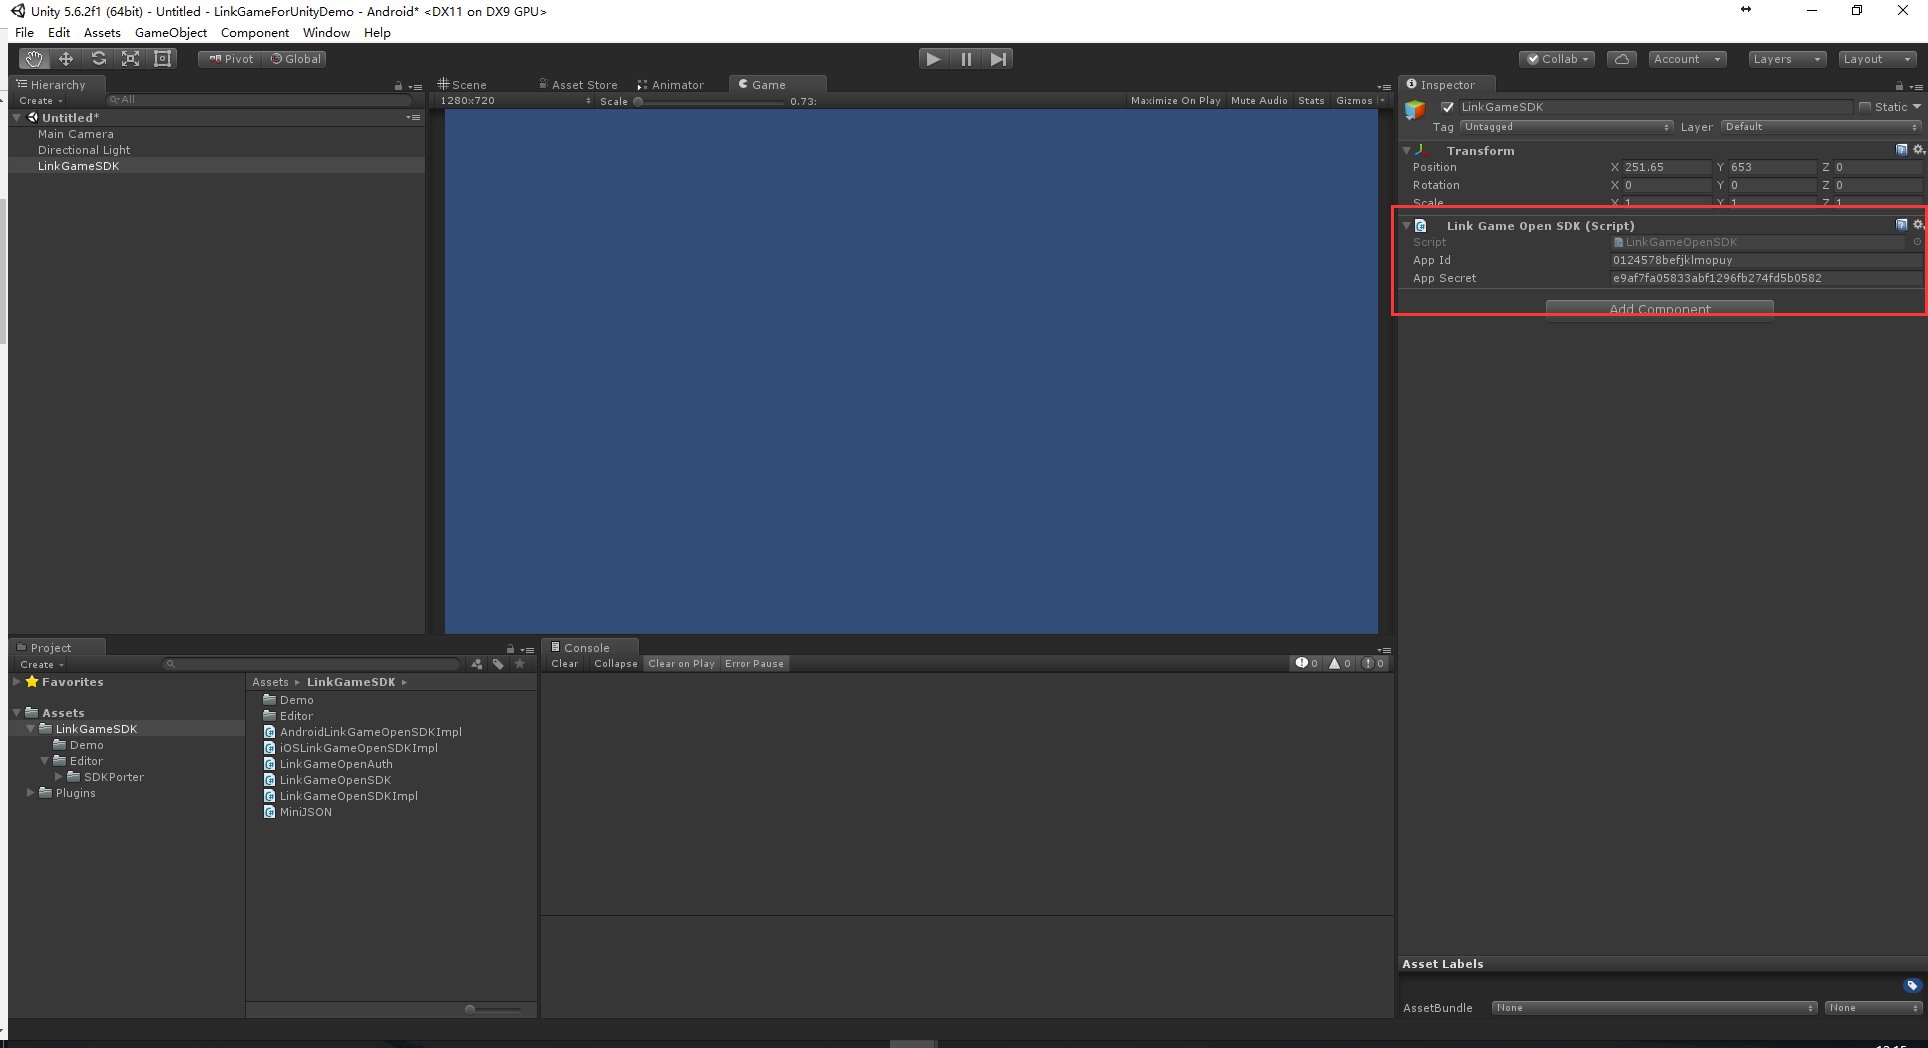 Unity 5.6.2f1 (64bit) - Untitled - LinkGameForUnityDemo - Android* <DX11 on DX9 GPU>
File Edit Assets GameObject Component Window Help
Pivot Global Collab Account Layers Layout
Hierarchy
Create All
Untitled*
Main Camera
Directional Light
LinkGameSDK
Scene Asset Store Animator Game
1280x720 Scale 0.73: Maximize On Play Mute Audio Stats Gizmos
Inspector
LinkGameSDK Static
Tag Untagged Layer Default
Transform
Position X 251.65 Y 653 Z 0
Rotation X 0 Y 0 Z 0
Scale X 1 Y 1 Z 1
Link Game Open SDK (Script)
Script LinkGameOpenSDK
App Id 0124578befjklmopuy
App Secret e9af7fa05833abf1296fb274fd5b0582
Add Component
Project
Create
Favorites
Assets
LinkGameSDK
Demo
Editor
SDKPorter
Plugins
Assets LinkGameSDK
Demo
Editor
AndroidLinkGameOpenSDKImpl
iOSLinkGameOpenSDKImpl
LinkGameOpenAuth
LinkGameOpenSDK
LinkGameOpenSDKImpl
MiniJSON
Console
Clear Collapse Clear on Play Error Pause 0 0 0
Asset Labels
AssetBundle None None